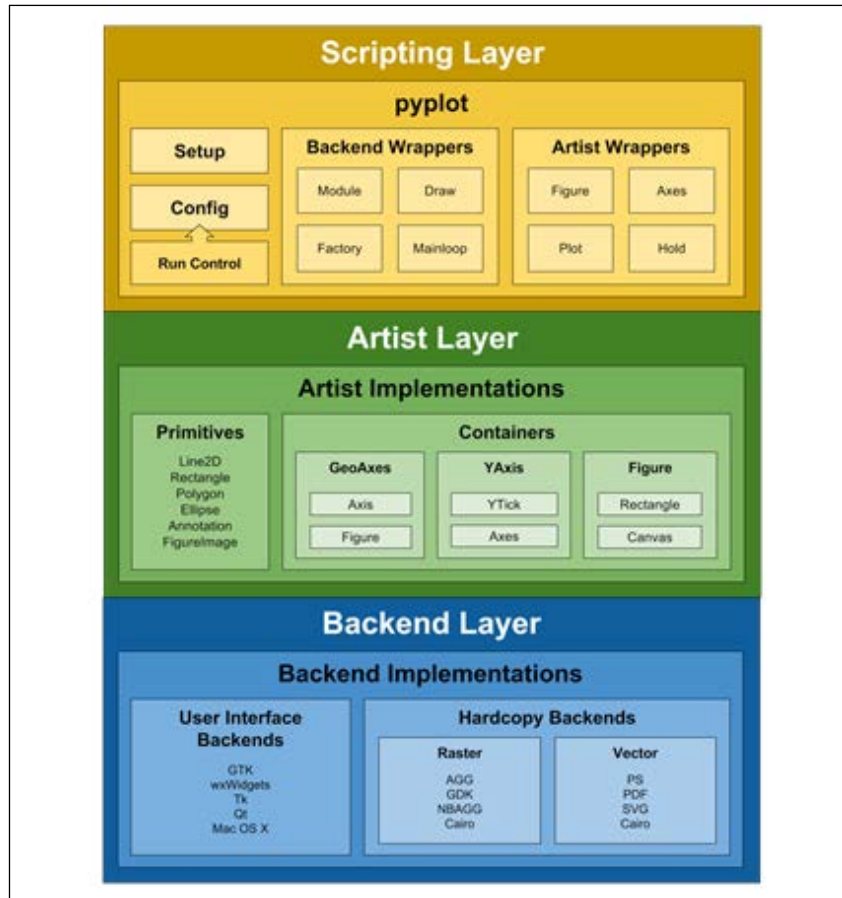 Scripting Layer
pyplot
Setup
Config
Run Control
Backend Wrappers
Module
Draw
Factory
Mainloop
Artist Wrappers
Figure
Axes
Plot
Hold
Artist Layer
Artist Implementations
Primitives
Line2D
Rectangle
Polygon
Ellipse
Annotation
FigureImage
Containers
GeoAxes
Axis
Figure
YAxis
YTick
Axes
Figure
Rectangle
Canvas
Backend Layer
Backend Implementations
User Interface
Backends
GTK
wxWidgets
Tk
Qt
Mac OS X
Hardcopy Backends
Raster
AGG
GDK
NBAGG
Cairo
Vector
PS
PDF
SVG
Cairo